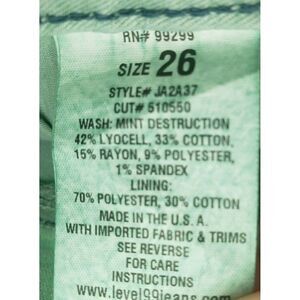 RN# 99299
SIZE 26
STYLE# JA2A37
CUT# 510550
WASH: MINT DESTRUCTION
42% LYOCELL, 33% COTTON,
15% RAYON, 9% POLYESTER,
1% SPANDEX
LINING:
70% POLYESTER, 30% COTTON
MADE IN THE U.S.A.
WITH IMPORTED FABRIC & TRIMS
SEE REVERSE
FOR CARE
INSTRUCTIONS
www.level99jeans.com